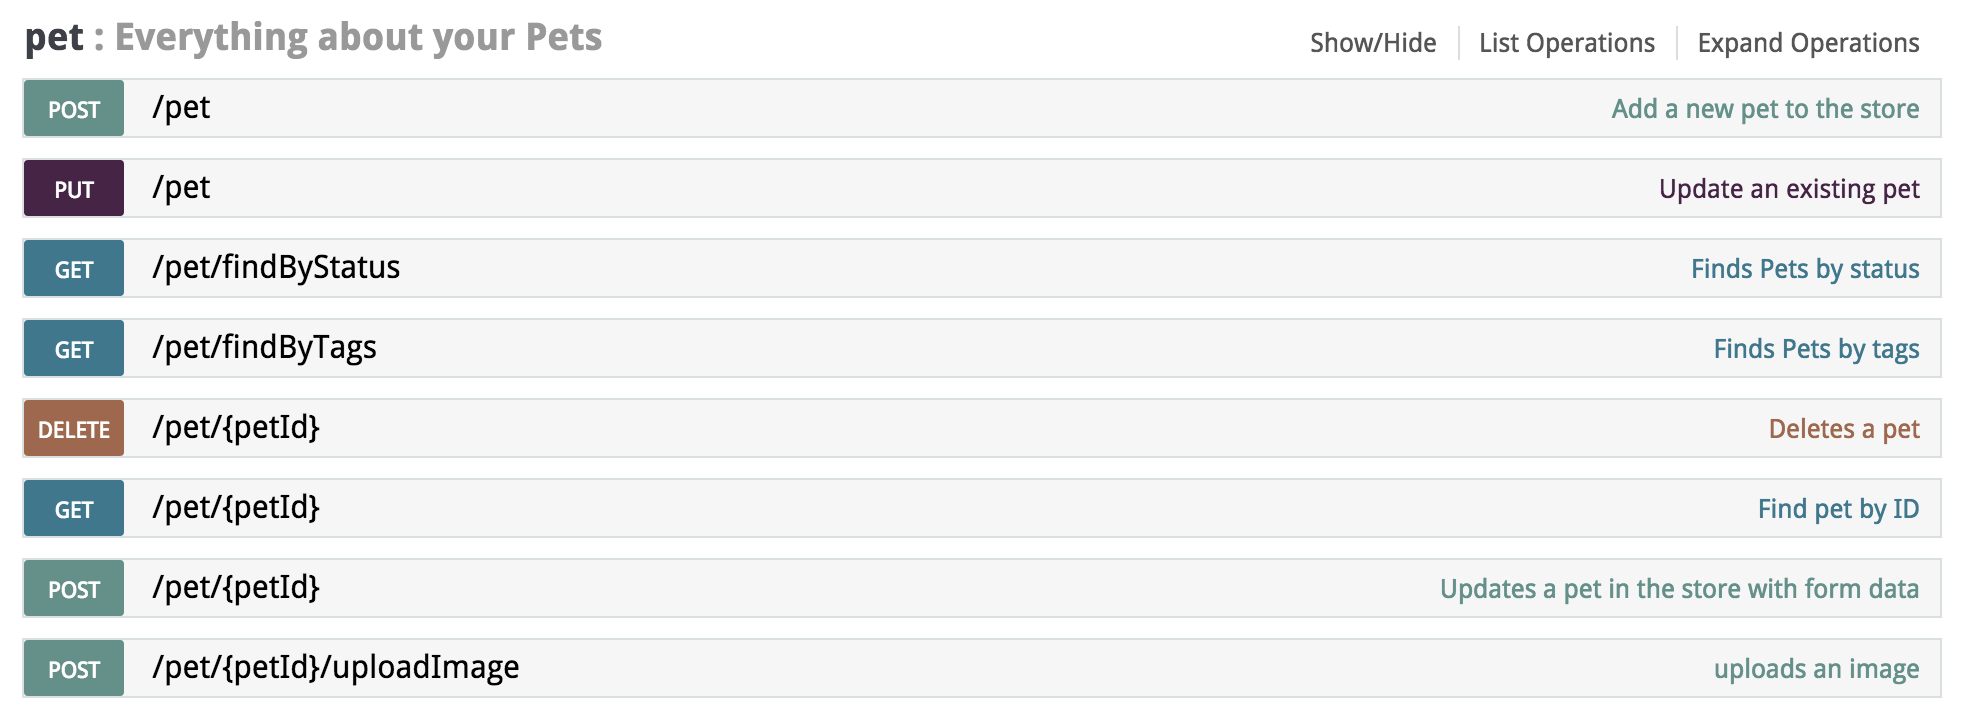 pet : Everything about your Pets
Show/Hide List Operations Expand Operations
POST /pet Add a new pet to the store
PUT /pet Update an existing pet
GET /pet/findByStatus Finds Pets by status
GET /pet/findByTags Finds Pets by tags
DELETE /pet/{petId} Deletes a pet
GET /pet/{petId} Find pet by ID
POST /pet/{petId} Updates a pet in the store with form data
POST /pet/{petId}/uploadImage uploads an image